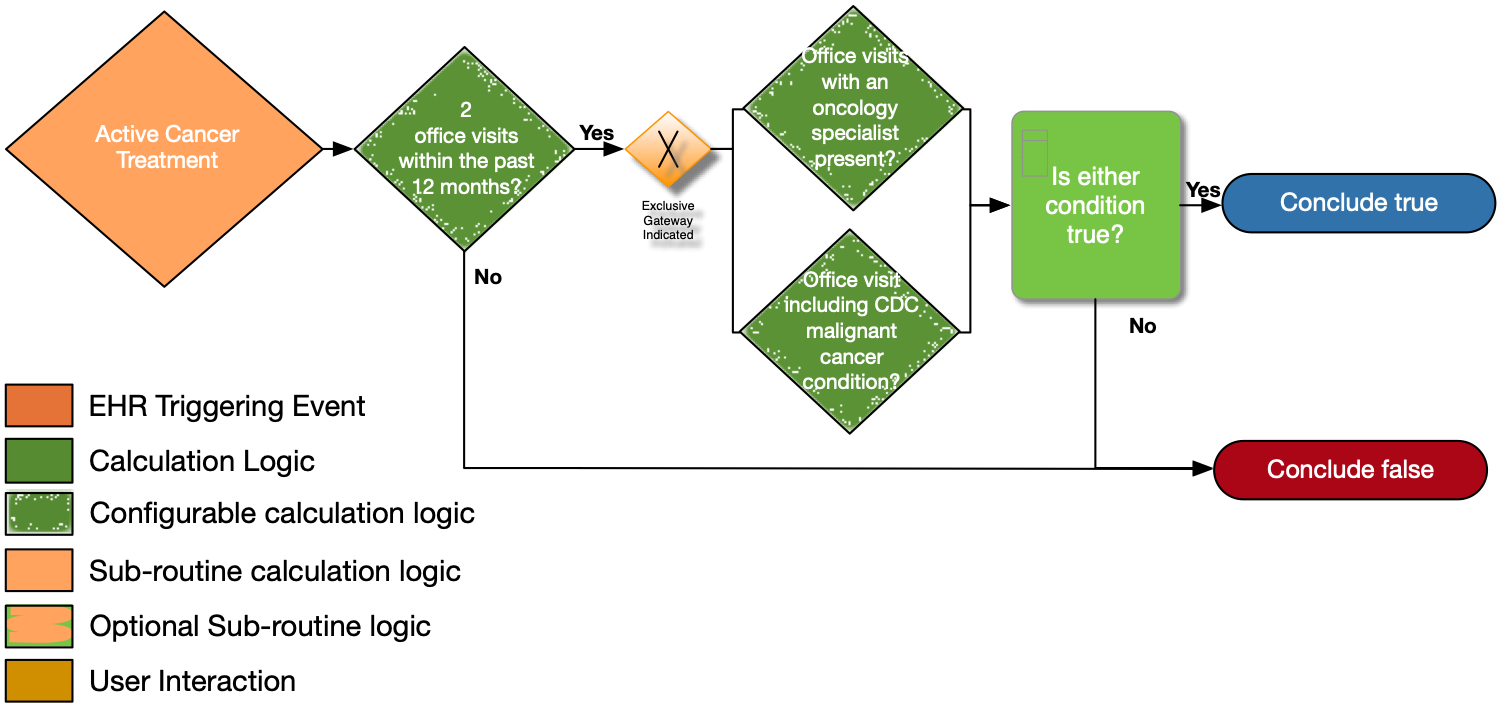 Active Cancer
Treatment
2
office visits
within the past
12 months?
Yes
No
Exclusive
Gateway
Indicated
Office visits
with an
oncology
specialist
present?
Office visit
including CDC
malignant
cancer
condition?
Is either
condition
true?
Yes
No
Conclude true
Conclude false
EHR Triggering Event
Calculation Logic
Configurable calculation logic
Sub-routine calculation logic
Optional Sub-routine logic
User Interaction